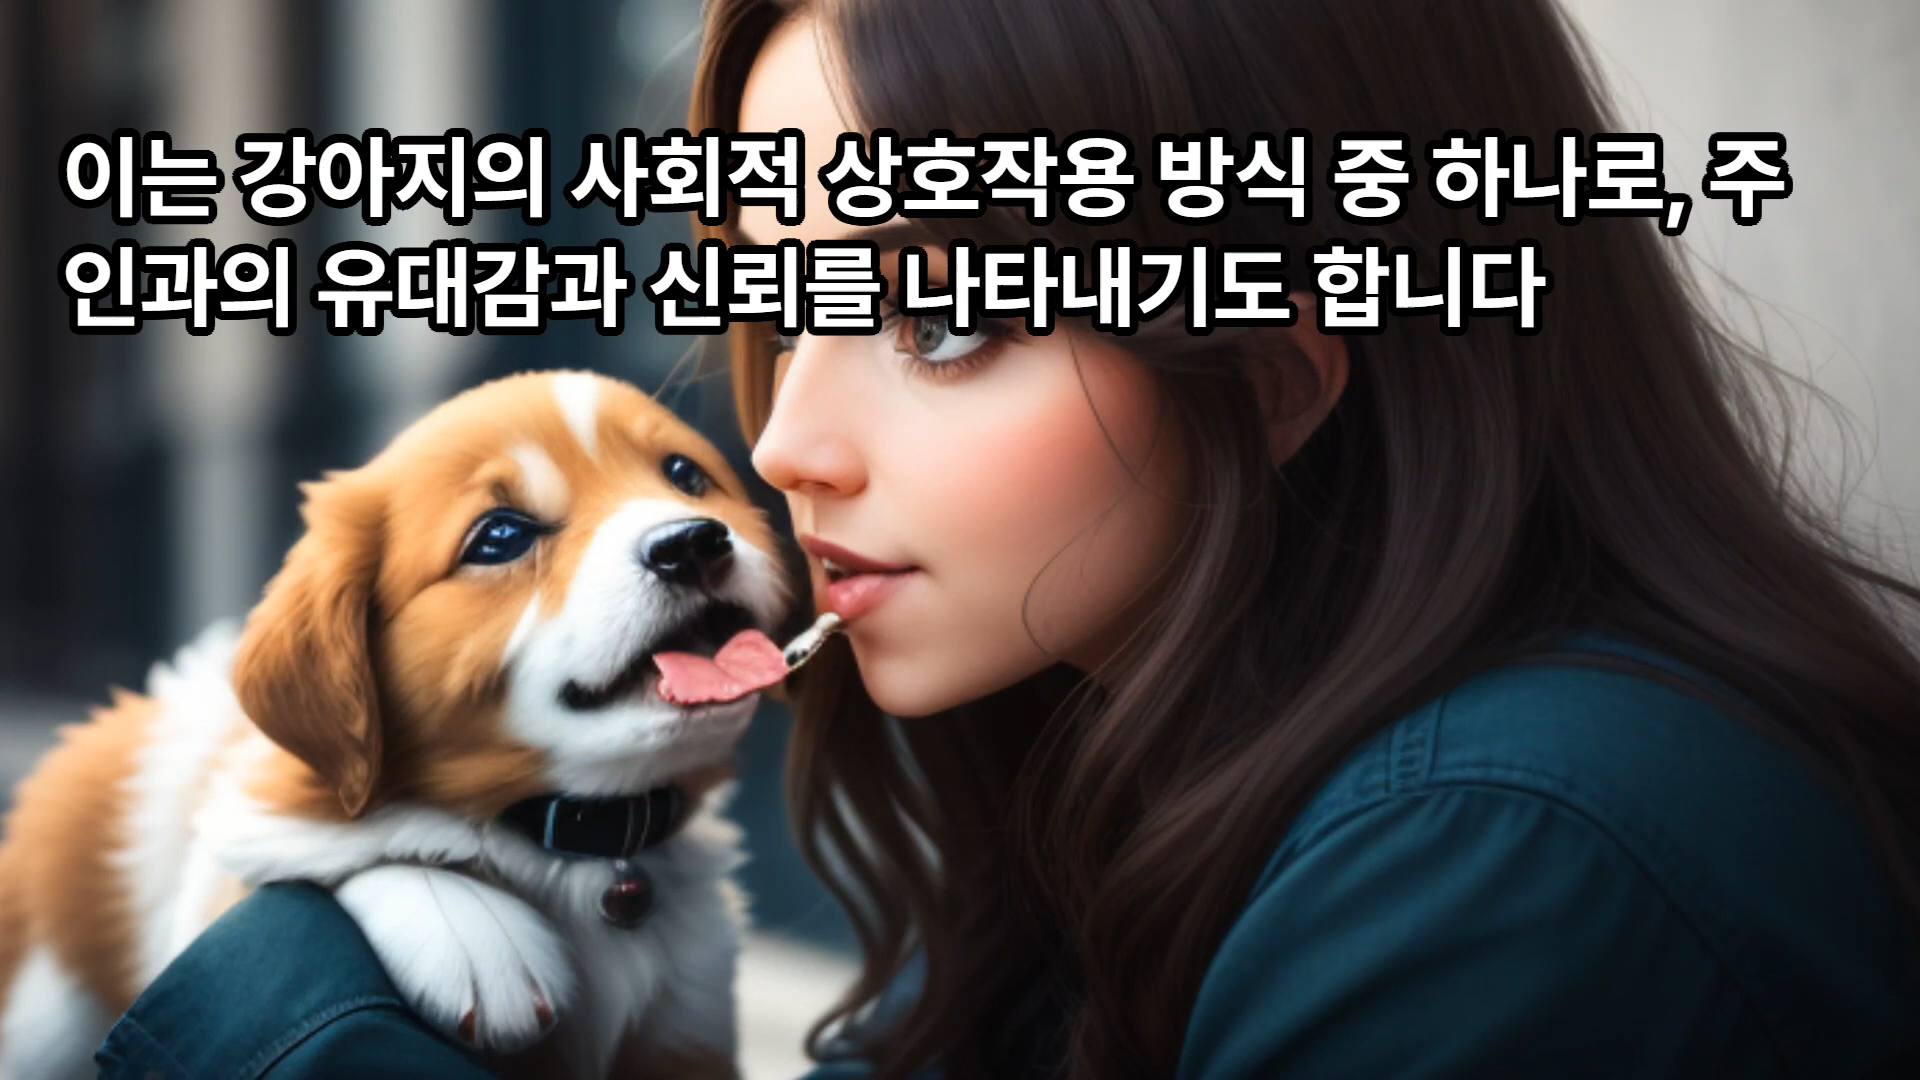 이는 강아지의 사회적 상호작용 방식 중 하나로, 주
인과의 유대감과 신뢰를 나타내기도 합니다